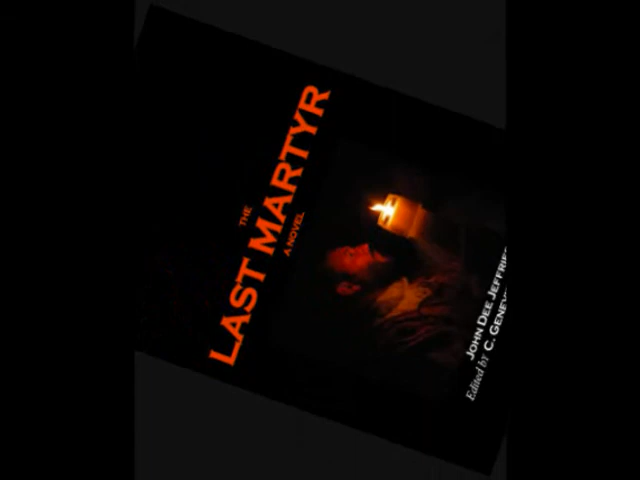 THE
LAST MARTYR
A NOVEL
JOHN DEE
Edited by C.